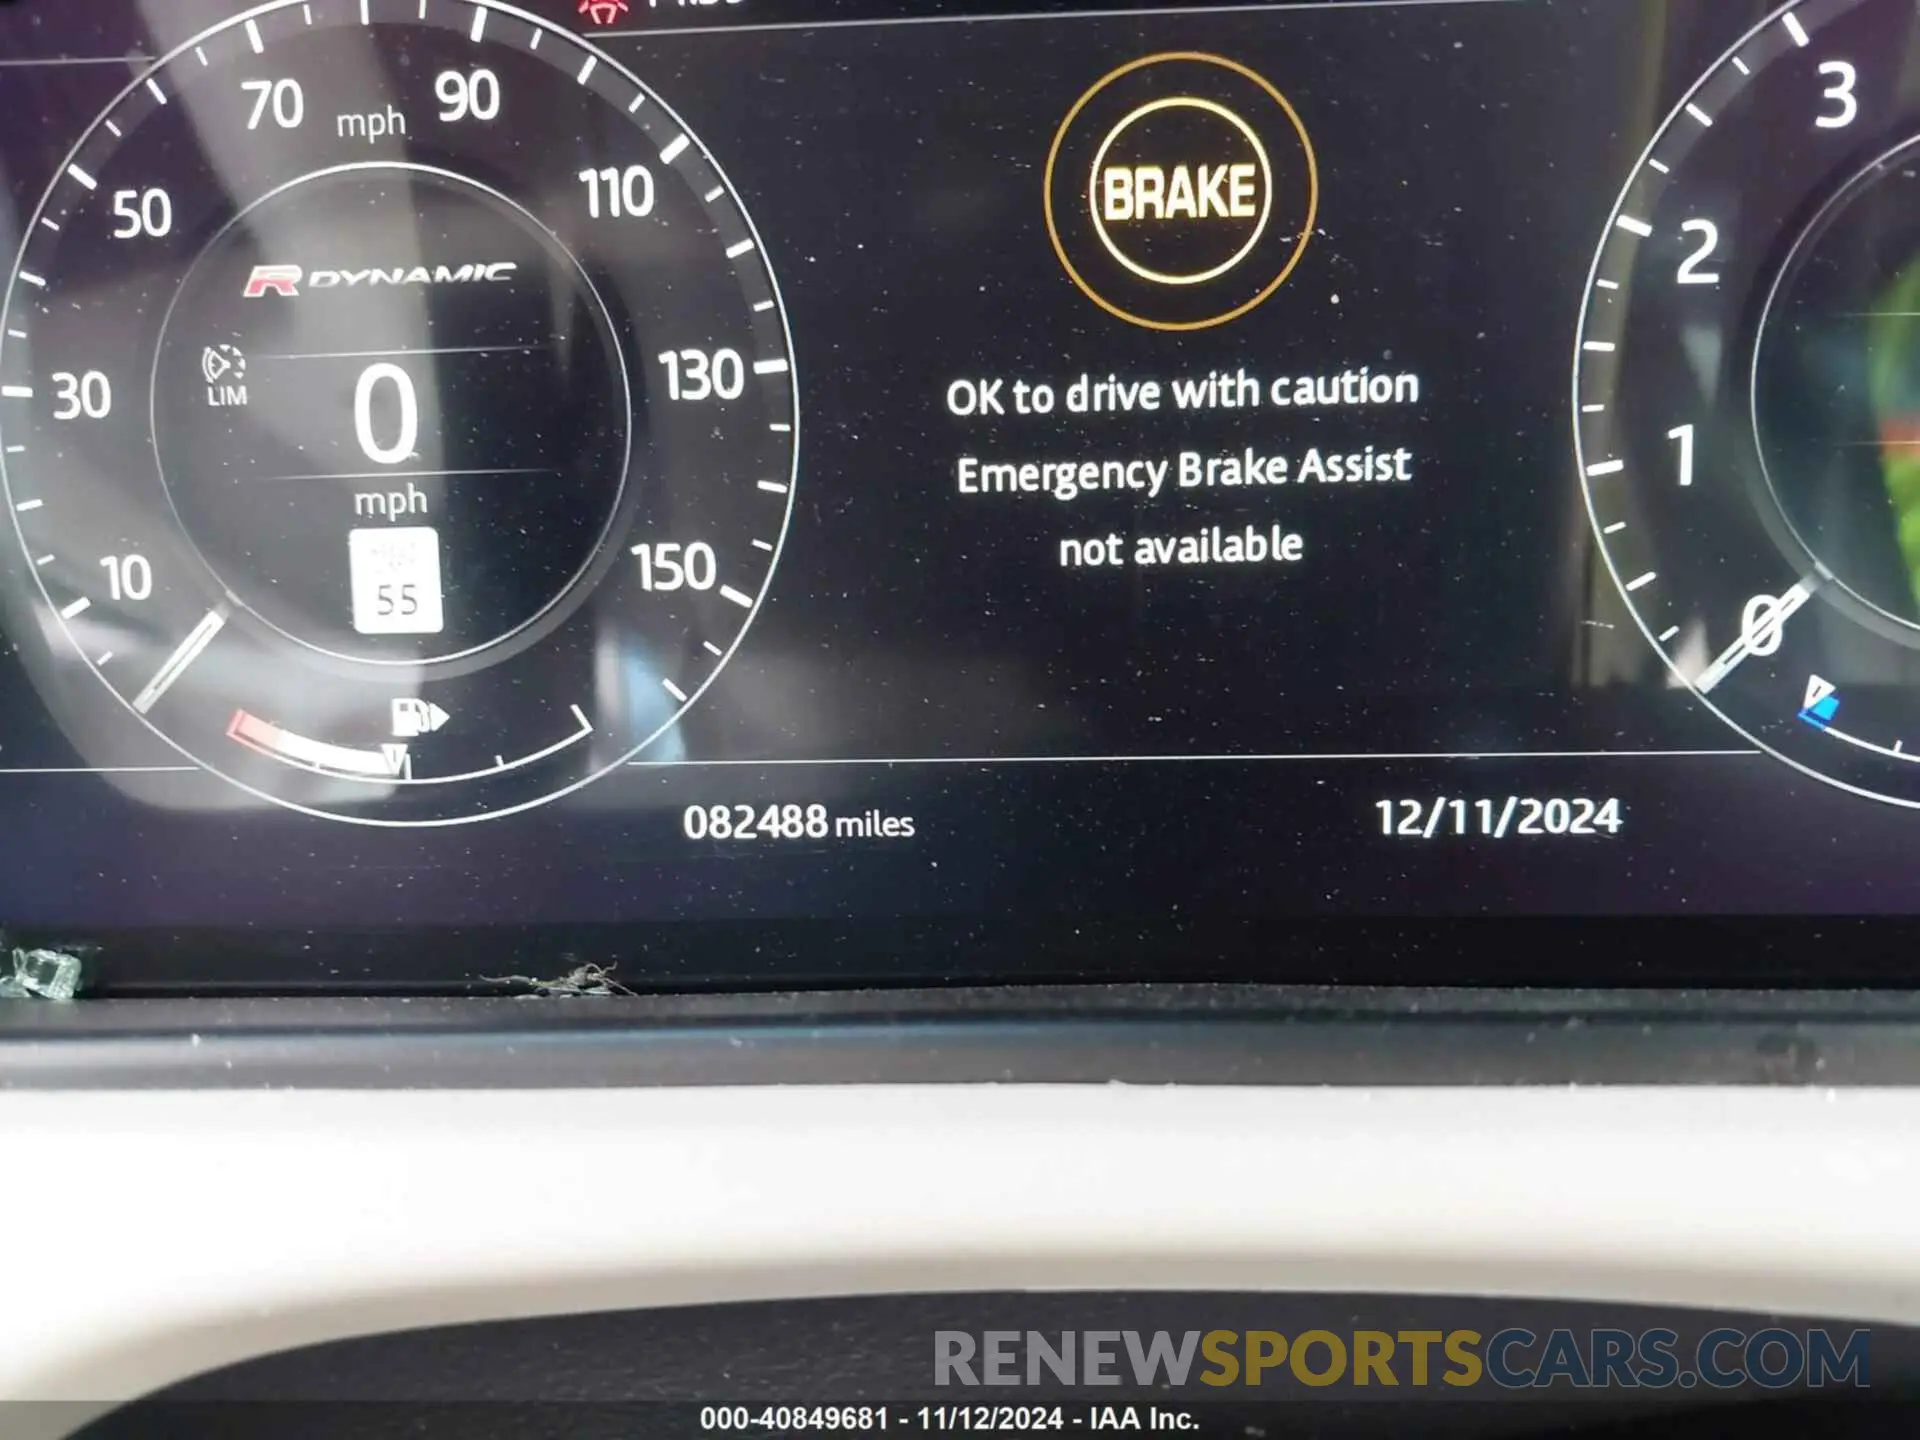 70
mph
90
50
110
R DYNAMIC
30
LIM
0
mph
130
55
10
150
BRAKE
OK to drive with caution
Emergency Brake Assist
not available
3
2
1
0
082488 miles
12/11/2024
RENEWSPORTSCARS.COM
000-40849681 - 11/12/2024 - IAA Inc.